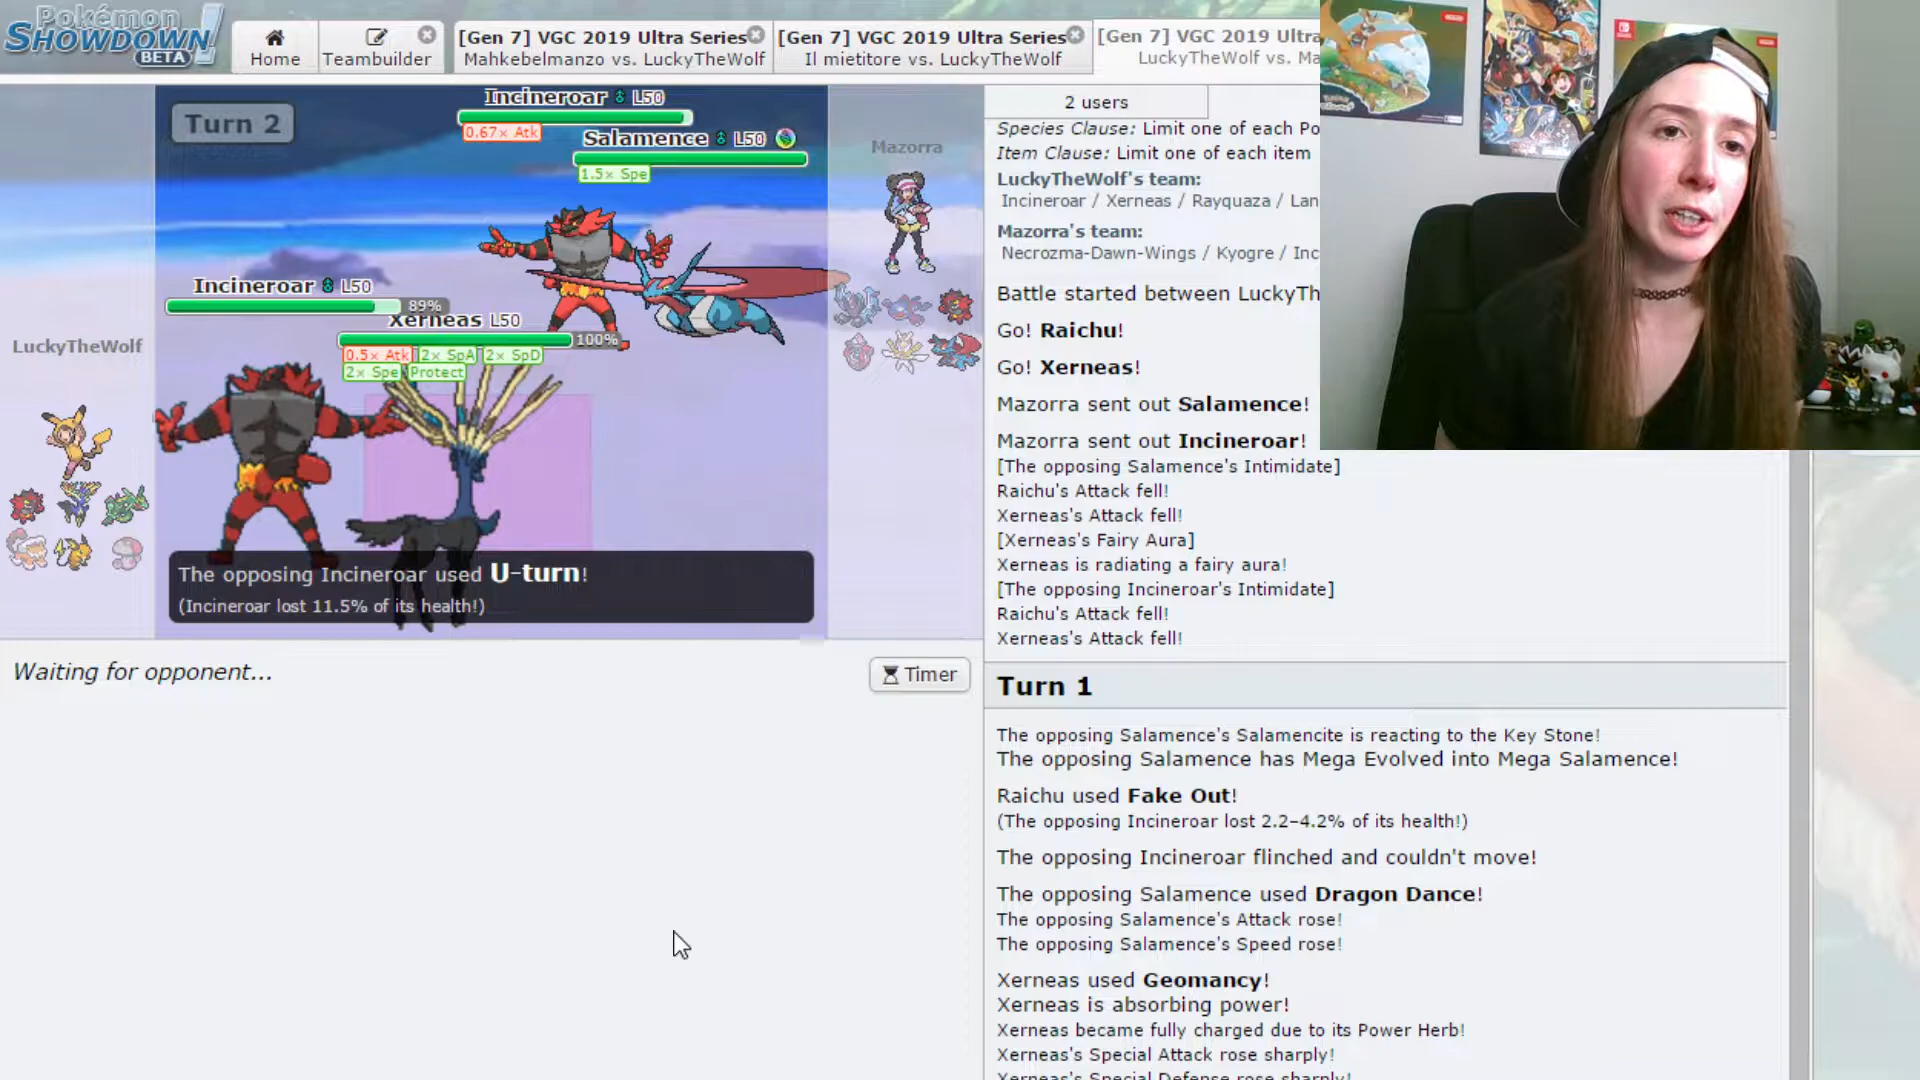 Pokémon
SHOWDOWN!
BETA
Home
Teambuilder
[Gen 7] VGC 2019 Ultra Series
Mahkebelmanzo vs. LuckyTheWolf
[Gen 7] VGC 2019 Ultra Series
Il mietitore vs. LuckyTheWolf
[Gen 7] VGC 2019 Ultra
LuckyTheWolf vs. Ma
Turn 2
Incineroar L50
0.67× Atk
Salamence L50
1.5× Spe
Incineroar L50
89%
Xerneas L50
100%
0.5× Atk 2× SpA 2× SpD
2× Spe Protect
LuckyTheWolf
Mazorra
The opposing Incineroar used U-turn!
(Incineroar lost 11.5% of its health!)
Waiting for opponent...
Timer
2 users
Species Clause: Limit one of each Po
Item Clause: Limit one of each item
LuckyTheWolf's team:
Incineroar / Xerneas / Rayquaza / Lan
Mazorra's team:
Necrozma-Dawn-Wings / Kyogre / Inc
Battle started between LuckyTh
Go! Raichu!
Go! Xerneas!
Mazorra sent out Salamence!
Mazorra sent out Incineroar!
[The opposing Salamence's Intimidate]
Raichu's Attack fell!
Xerneas's Attack fell!
[Xerneas's Fairy Aura]
Xerneas is radiating a fairy aura!
[The opposing Incineroar's Intimidate]
Raichu's Attack fell!
Xerneas's Attack fell!
Turn 1
The opposing Salamence's Salamencite is reacting to the Key Stone!
The opposing Salamence has Mega Evolved into Mega Salamence!
Raichu used Fake Out!
(The opposing Incineroar lost 2.2–4.2% of its health!)
The opposing Incineroar flinched and couldn't move!
The opposing Salamence used Dragon Dance!
The opposing Salamence's Attack rose!
The opposing Salamence's Speed rose!
Xerneas used Geomancy!
Xerneas is absorbing power!
Xerneas became fully charged due to its Power Herb!
Xerneas's Special Attack rose sharply!
Xerneas's Special Defense rose sharply!